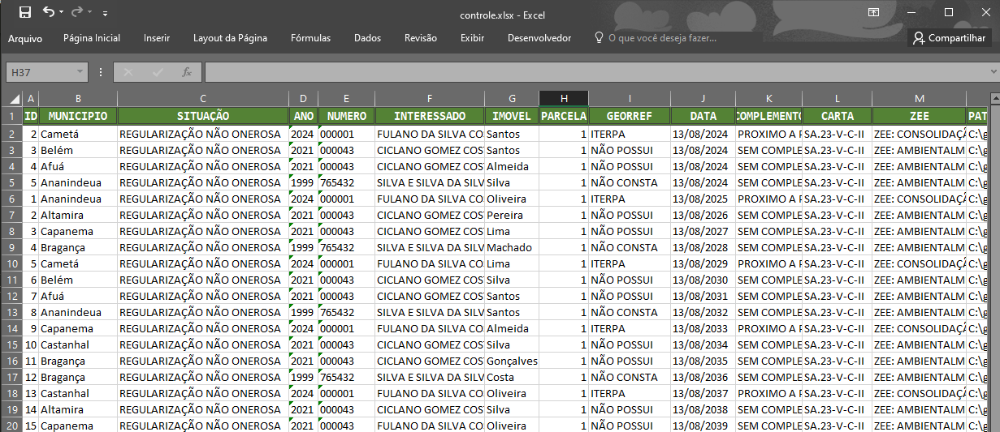 controle.xlsx - Excel
Arquivo Página Inicial Inserir Layout da Página Fórmulas Dados Revisão Exibir Desenvolvedor O que você deseja fazer... Compartilhar
H37 fx
A B C D E F G H I J K L M N
1 ID MUNICIPIO SITUAÇÃO ANO NUMERO INTERESSADO IMOVEL PARCELA GEORREF DATA COMPLEMENTO CARTA ZEE PAT
2 2 Cametá REGULARIZAÇÃO NÃO ONEROSA 2024 000001 FULANO DA SILVA CO Santos 1 ITERPA 13/08/2024 PROXIMO A P SA.23-V-C-II ZEE: CONSOLIDAÇÃ C:\g
3 3 Belém REGULARIZAÇÃO NÃO ONEROSA 2021 000043 CICLANO GOMEZ COS Santos 1 NÃO POSSUI 13/08/2024 SEM COMPLE SA.23-V-C-II ZEE: AMBIENTALM C:\g
4 4 Afuá REGULARIZAÇÃO NÃO ONEROSA 2021 000043 CICLANO GOMEZ COS Almeida 1 NÃO POSSUI 13/08/2024 SEM COMPLE SA.23-V-C-II ZEE: AMBIENTALM C:\g
5 5 Ananindeua REGULARIZAÇÃO NÃO ONEROSA 1999 765432 SILVA E SILVA DA SILV Silva 1 NÃO CONSTA 13/08/2024 SEM COMPLE SA.23-V-C-II ZEE: AMBIENTALM C:\g
6 1 Ananindeua REGULARIZAÇÃO NÃO ONEROSA 2024 000001 FULANO DA SILVA CO Oliveira 1 ITERPA 13/08/2025 PROXIMO A P SA.23-V-C-II ZEE: CONSOLIDAÇÃ C:\g
7 2 Altamira REGULARIZAÇÃO NÃO ONEROSA 2021 000043 CICLANO GOMEZ COS Pereira 1 NÃO POSSUI 13/08/2026 SEM COMPLE SA.23-V-C-II ZEE: AMBIENTALM C:\g
8 3 Capanema REGULARIZAÇÃO NÃO ONEROSA 2021 000043 CICLANO GOMEZ COS Lima 1 NÃO POSSUI 13/08/2027 SEM COMPLE SA.23-V-C-II ZEE: AMBIENTALM C:\g
9 4 Bragança REGULARIZAÇÃO NÃO ONEROSA 1999 765432 SILVA E SILVA DA SILV Machado 1 NÃO CONSTA 13/08/2028 SEM COMPLE SA.23-V-C-II ZEE: AMBIENTALM C:\g
10 5 Cametá REGULARIZAÇÃO NÃO ONEROSA 2024 000001 FULANO DA SILVA CO Lima 1 ITERPA 13/08/2029 PROXIMO A P SA.23-V-C-II ZEE: CONSOLIDAÇÃ C:\g
11 6 Belém REGULARIZAÇÃO NÃO ONEROSA 2021 000043 CICLANO GOMEZ COS Silva 1 NÃO POSSUI 13/08/2030 SEM COMPLE SA.23-V-C-II ZEE: AMBIENTALM C:\g
12 7 Afuá REGULARIZAÇÃO NÃO ONEROSA 2021 000043 CICLANO GOMEZ COS Santos 1 NÃO POSSUI 13/08/2031 SEM COMPLE SA.23-V-C-II ZEE: AMBIENTALM C:\g
13 8 Ananindeua REGULARIZAÇÃO NÃO ONEROSA 1999 765432 SILVA E SILVA DA SILV Santos 1 NÃO CONSTA 13/08/2032 SEM COMPLE SA.23-V-C-II ZEE: AMBIENTALM C:\g
14 9 Capanema REGULARIZAÇÃO NÃO ONEROSA 2024 000001 FULANO DA SILVA CO Almeida 1 ITERPA 13/08/2033 PROXIMO A P SA.23-V-C-II ZEE: CONSOLIDAÇÃ C:\g
15 10 Castanhal REGULARIZAÇÃO NÃO ONEROSA 2021 000043 CICLANO GOMEZ COS Silva 1 NÃO POSSUI 13/08/2034 SEM COMPLE SA.23-V-C-II ZEE: AMBIENTALM C:\g
16 11 Bragança REGULARIZAÇÃO NÃO ONEROSA 2021 000043 CICLANO GOMEZ COS Gonçalves 1 NÃO POSSUI 13/08/2035 SEM COMPLE SA.23-V-C-II ZEE: AMBIENTALM C:\g
17 12 Bragança REGULARIZAÇÃO NÃO ONEROSA 1999 765432 SILVA E SILVA DA SILV Costa 1 NÃO CONSTA 13/08/2036 SEM COMPLE SA.23-V-C-II ZEE: AMBIENTALM C:\g
18 13 Castanhal REGULARIZAÇÃO NÃO ONEROSA 2024 000001 FULANO DA SILVA CO Oliveira 1 ITERPA 13/08/2037 PROXIMO A P SA.23-V-C-II ZEE: CONSOLIDAÇÃ C:\g
19 14 Altamira REGULARIZAÇÃO NÃO ONEROSA 2021 000043 CICLANO GOMEZ COS Silva 1 NÃO POSSUI 13/08/2038 SEM COMPLE SA.23-V-C-II ZEE: AMBIENTALM C:\g
20 15 Capanema REGULARIZAÇÃO NÃO ONEROSA 2021 000043 FULANO DA SILVA CO Oliveira 1 NÃO POSSUI 13/08/2039 SEM COMPLE SA.23-V-C-II ZEE: AMBIENTALM C:\g